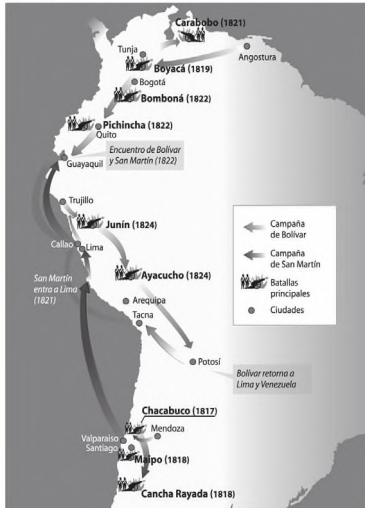 Carabobo (1821)
Tunja
Angostura
Boyacá (1819)
Bogotá
Bomboná (1822)
Pichincha (1822)
Quito
Encuentro de Bolívar
y San Martín (1822)
Guayaquil
Trujillo
Junín (1824)
Callao
Lima
San Martín
entra a Lima
(1821)
Ayacucho (1824)
Arequipa
Tacna
Potosí
Bolívar retorna a
Lima y Venezuela
Chacabuco (1817)
Mendoza
Valparaiso
Santiago
Maipo (1818)
Cancha Rayada (1818)
Campaña
de Bolívar
Campaña
de San Martín
Batallas
principales
Ciudades